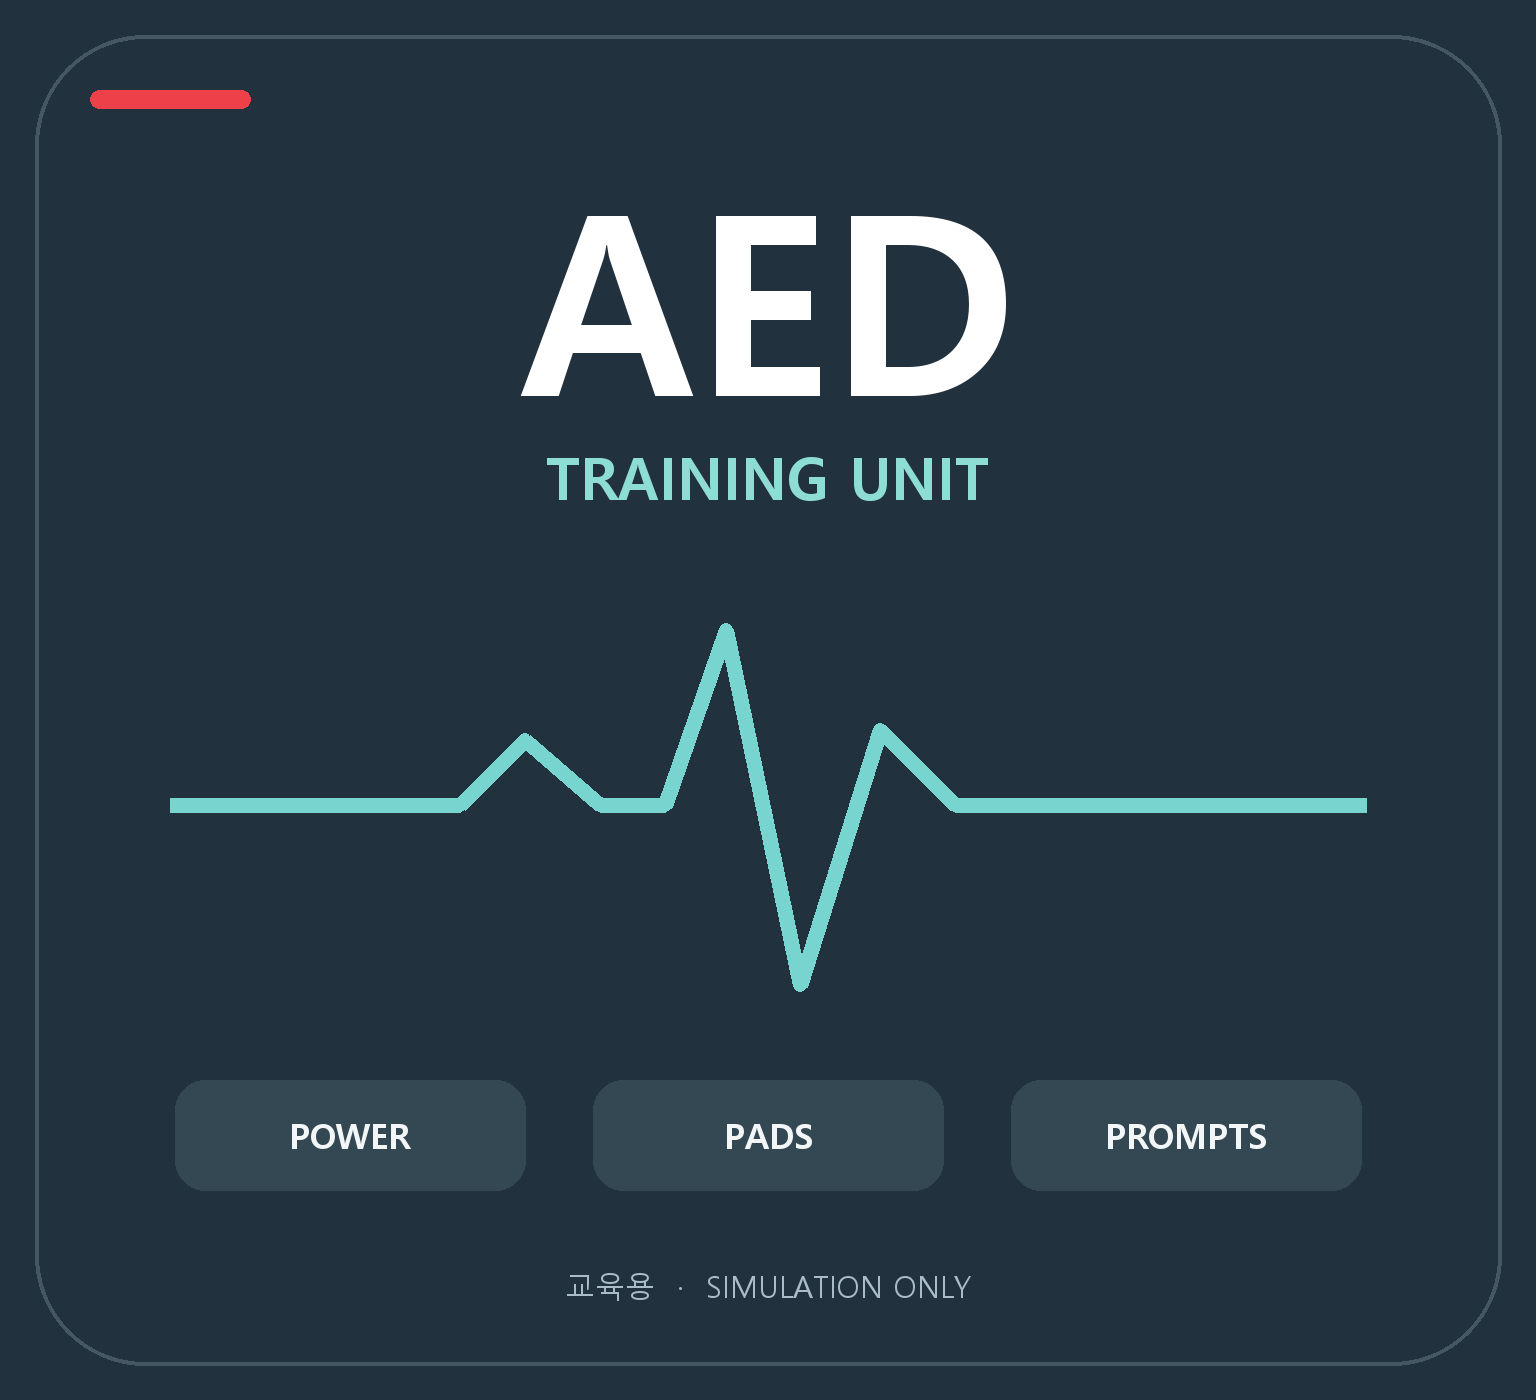 AED
TRAINING UNIT
POWER
PADS
PROMPTS
교육용 · SIMULATION ONLY